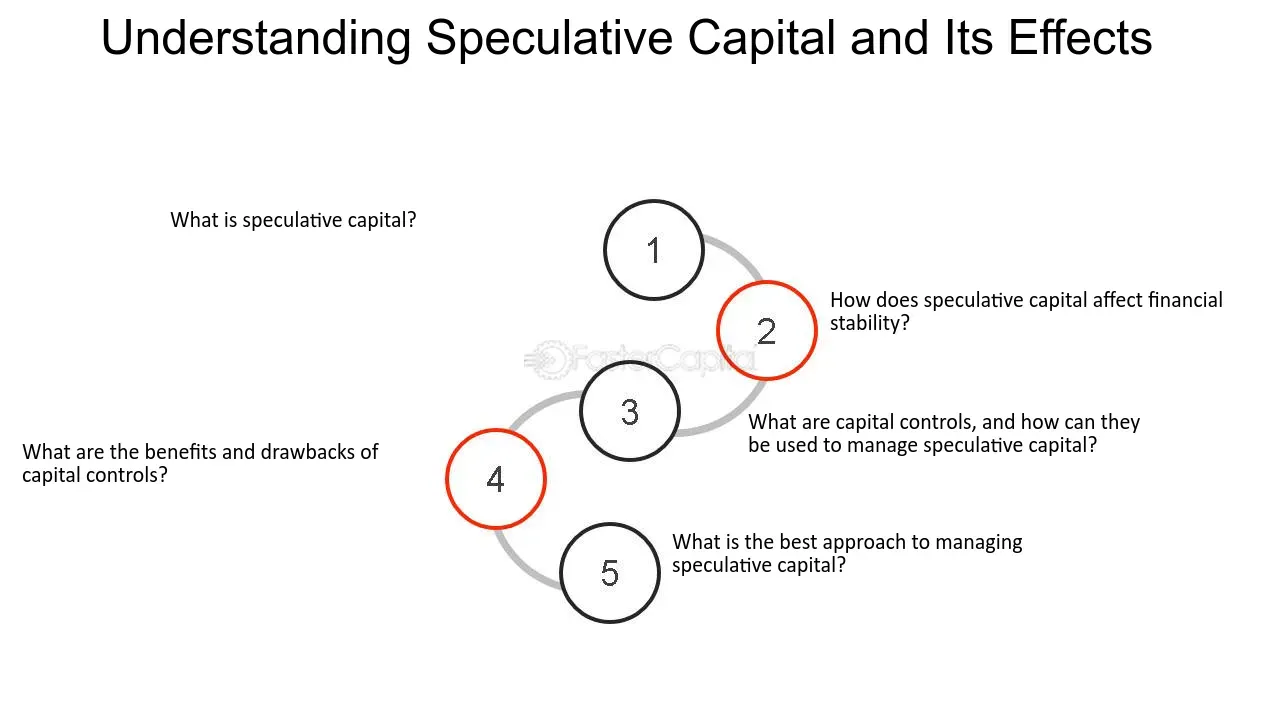 Understanding Speculative Capital and Its Effects
What is speculative capital?
1
2
How does speculative capital affect financial
stability?
FasterCapital
3
What are capital controls, and how can they
be used to manage speculative capital?
What are the benefits and drawbacks of
capital controls?
4
5
What is the best approach to managing
speculative capital?